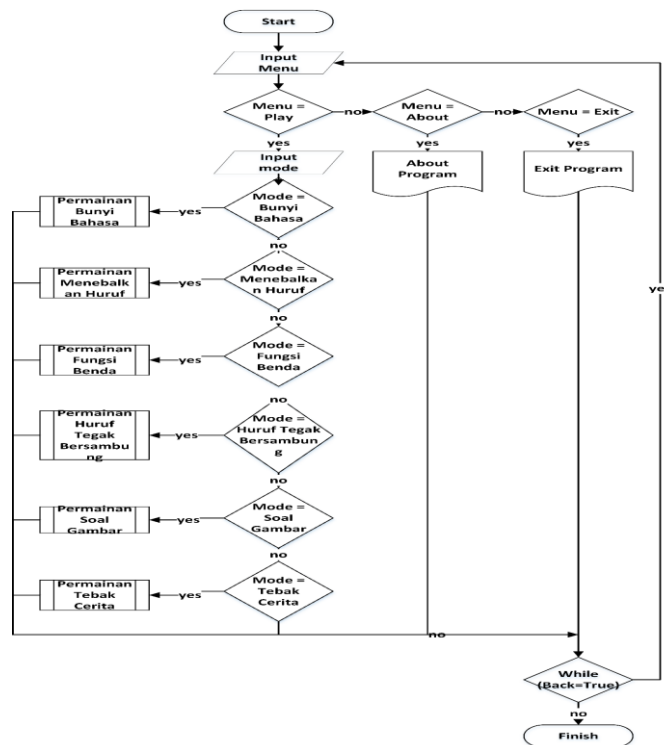 Start
Input
Menu
Menu =
Play
no
Menu =
About
no
Menu = Exit
yes
yes
yes
Input
mode
About
Program
Exit Program
Permainan
Bunyi
Bahasa
yes
Mode =
Bunyi
Bahasa
no
Permainan
Menebalk
an Huruf
yes
Mode =
Menebalka
n Huruf
ye
no
Permainan
Fungsi
Benda
yes
Mode =
Fungsi
Benda
no
Permainan
Huruf
Tegak
Bersambu
ng
yes
Mode =
Huruf Tegak
Bersambun
g
no
Permainan
Soal
Gambar
yes
Mode =
Soal
Gambar
no
Permainan
Tebak
Cerita
yes
Mode =
Tebak
Cerita
no
While
(Back=True)
no
Finish